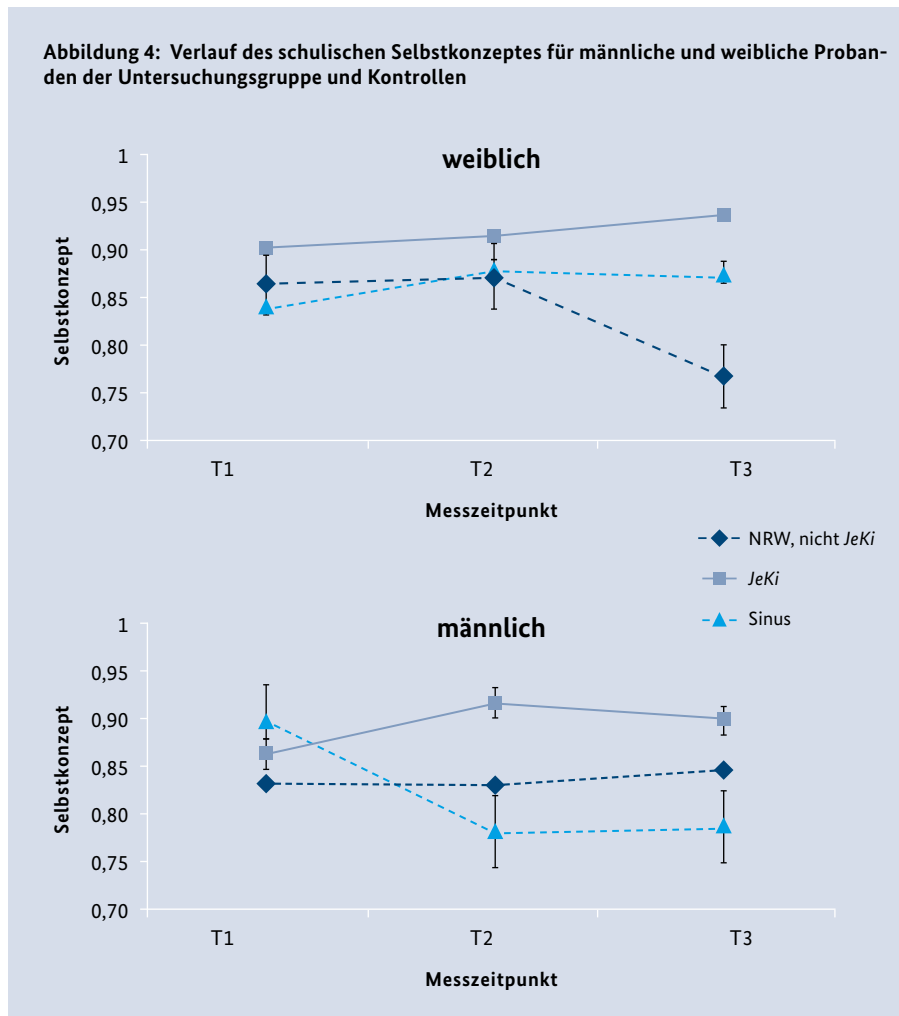 Abbildung 4: Verlauf des schulischen Selbstkonzeptes für männliche und weibliche Proban-
den der Untersuchungsgruppe und Kontrollen
weiblich
1
0,95
0,90
0,85
0,80
0,75
0,70
Selbstkonzept
T1 T2 T3
Messzeitpunkt
NRW, nicht JeKi
JeKi
Sinus
männlich
1
0,95
0,90
0,85
0,80
0,75
0,70
Selbstkonzept
T1 T2 T3
Messzeitpunkt